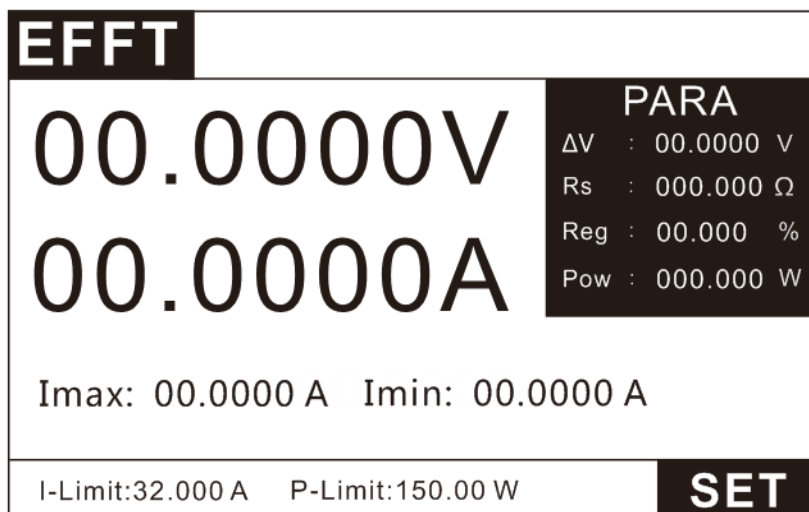 EFFT
00.0000V
00.0000A
PARA
ΔV : 00.0000 V
Rs : 000.000 Ω
Reg : 00.000 %
Pow : 000.000 W
Imax: 00.0000 A Imin: 00.0000 A
I-Limit:32.000 A P-Limit:150.00 W
SET